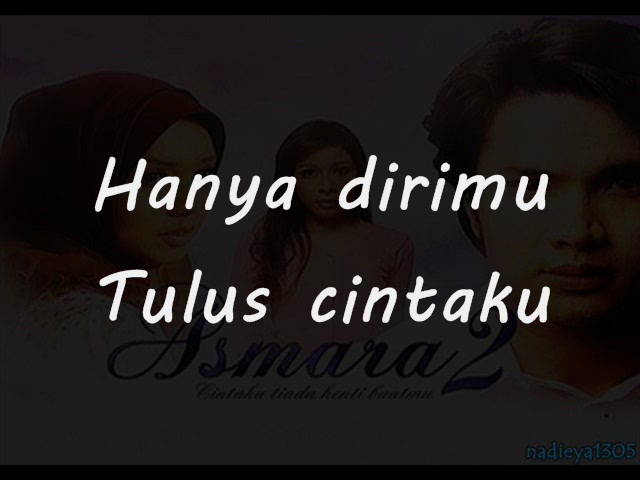 Hanya dirimu
Tulus cintaku
Asmara 2
Cintaku tiada henti buatmu
nadieya1305